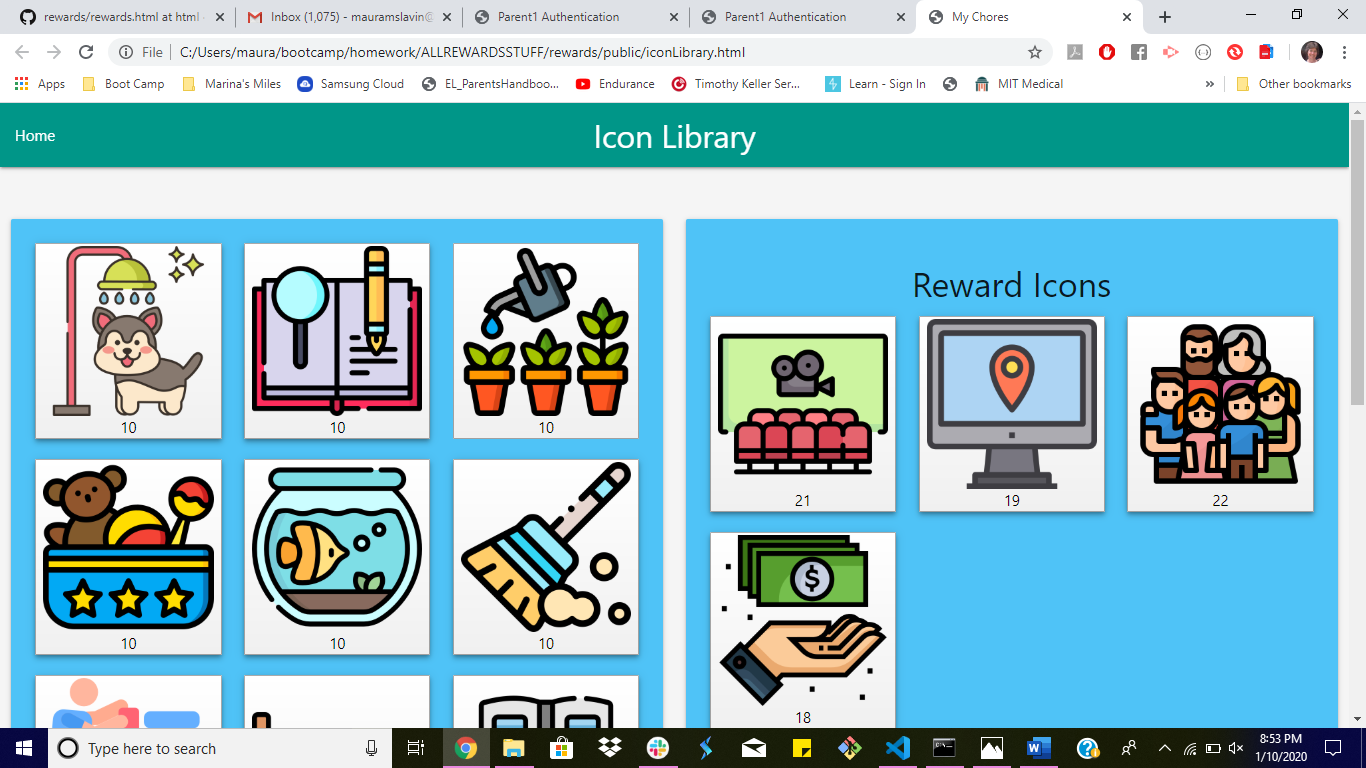 rewards/rewards.html at html
Inbox (1,075) - mauramslavin@
Parent1 Authentication
Parent1 Authentication
My Chores
File
C:/Users/maura/bootcamp/homework/ALLREWARDSSTUFF/rewards/public/iconLibrary.html
Apps
Boot Camp
Marina's Miles
Samsung Cloud
EL_ParentsHandboo...
Endurance
Timothy Keller Ser...
Learn - Sign In
MIT Medical
»
Other bookmarks
Home
Icon Library
10
10
10
10
10
10
Reward Icons
21
19
22
$
18
Type here to search
8:53 PM
1/10/2020